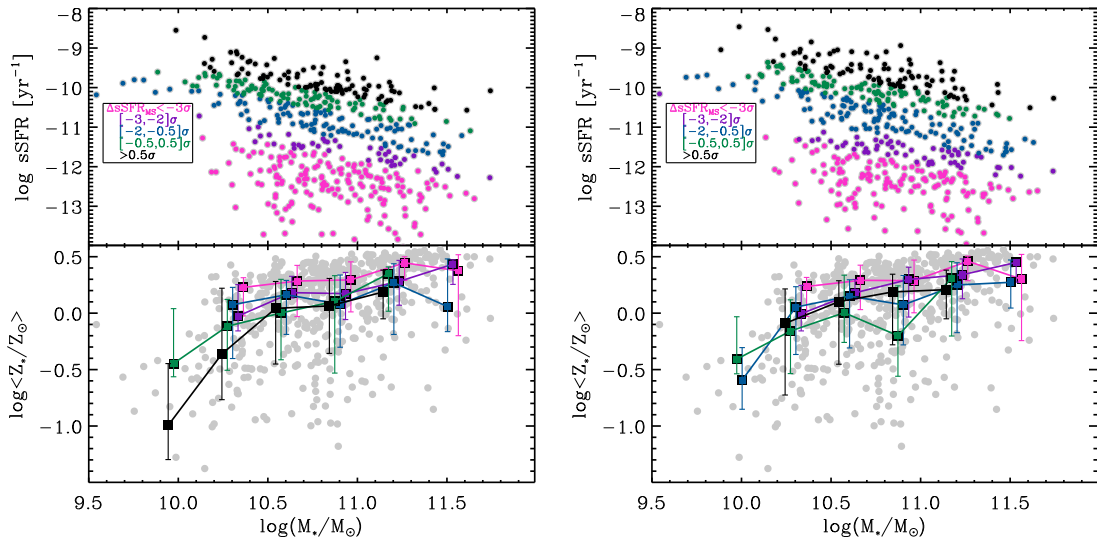 -8
-9
-10
-11
-12
-13
log sSFR [yr⁻¹]
ΔsSFR_MS<-3σ
[-3,-2]σ
[-2,-0.5]σ
[-0.5,0.5]σ
>0.5σ
0.5
0.0
-0.5
-1.0
log<Z*/Z⊙>
9.5 10.0 10.5 11.0 11.5
log(M*/M⊙)
-8
-9
-10
-11
-12
-13
log sSFR [yr⁻¹]
ΔsSFR_MS<-3σ
[-3,-2]σ
[-2,-0.5]σ
[-0.5,0.5]σ
>0.5σ
0.5
0.0
-0.5
-1.0
log<Z*/Z⊙>
9.5 10.0 10.5 11.0 11.5
log(M*/M⊙)